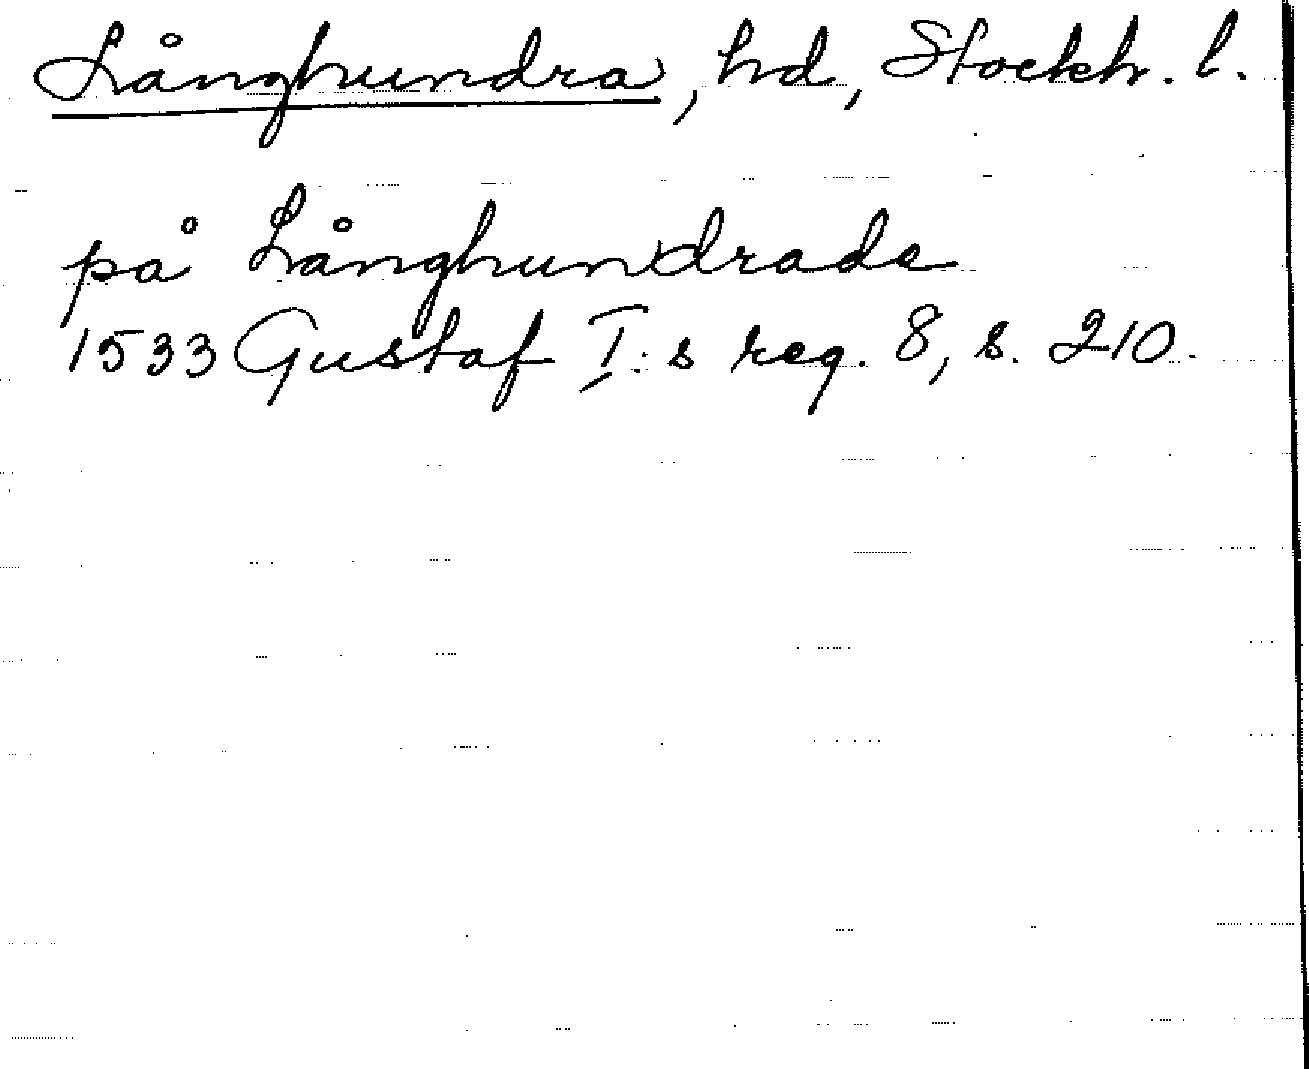 Långhundra, hd, Stockh. l.
på Långhundrade
1533 Gustaf I:s reg. 8, s. 210.